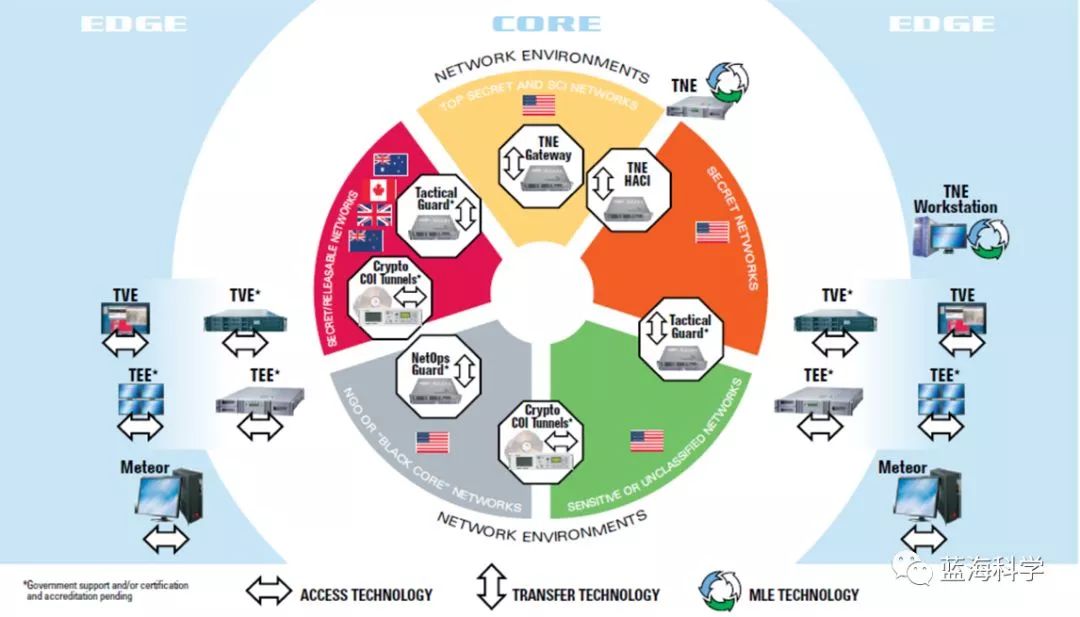 EDGE
CORE
EDGE
NETWORK ENVIRONMENTS
TOP SECRET AND SCI NETWORKS
TNE
TNE
Gateway
TNE
HACI
SECRET NETWORKS
SECRET/RELEASABLE NETWORKS
Tactical
Guard*
Crypto
COI Tunnels*
TNE
Workstation
TVE
TVE*
TVE*
TVE
Tactical
Guard*
NetOps
Guard*
TEE*
TEE*
TEE*
TEE*
NGO OR "BLACK CORE" NETWORKS
Crypto
COI Tunnels*
SENSITIVE OR UNCLASSIFIED NETWORKS
Meteor
Meteor
NETWORK ENVIRONMENTS
*Government support and/or certification
and accreditation pending
ACCESS TECHNOLOGY
TRANSFER TECHNOLOGY
MLE TECHNOLOGY
蓝海科学